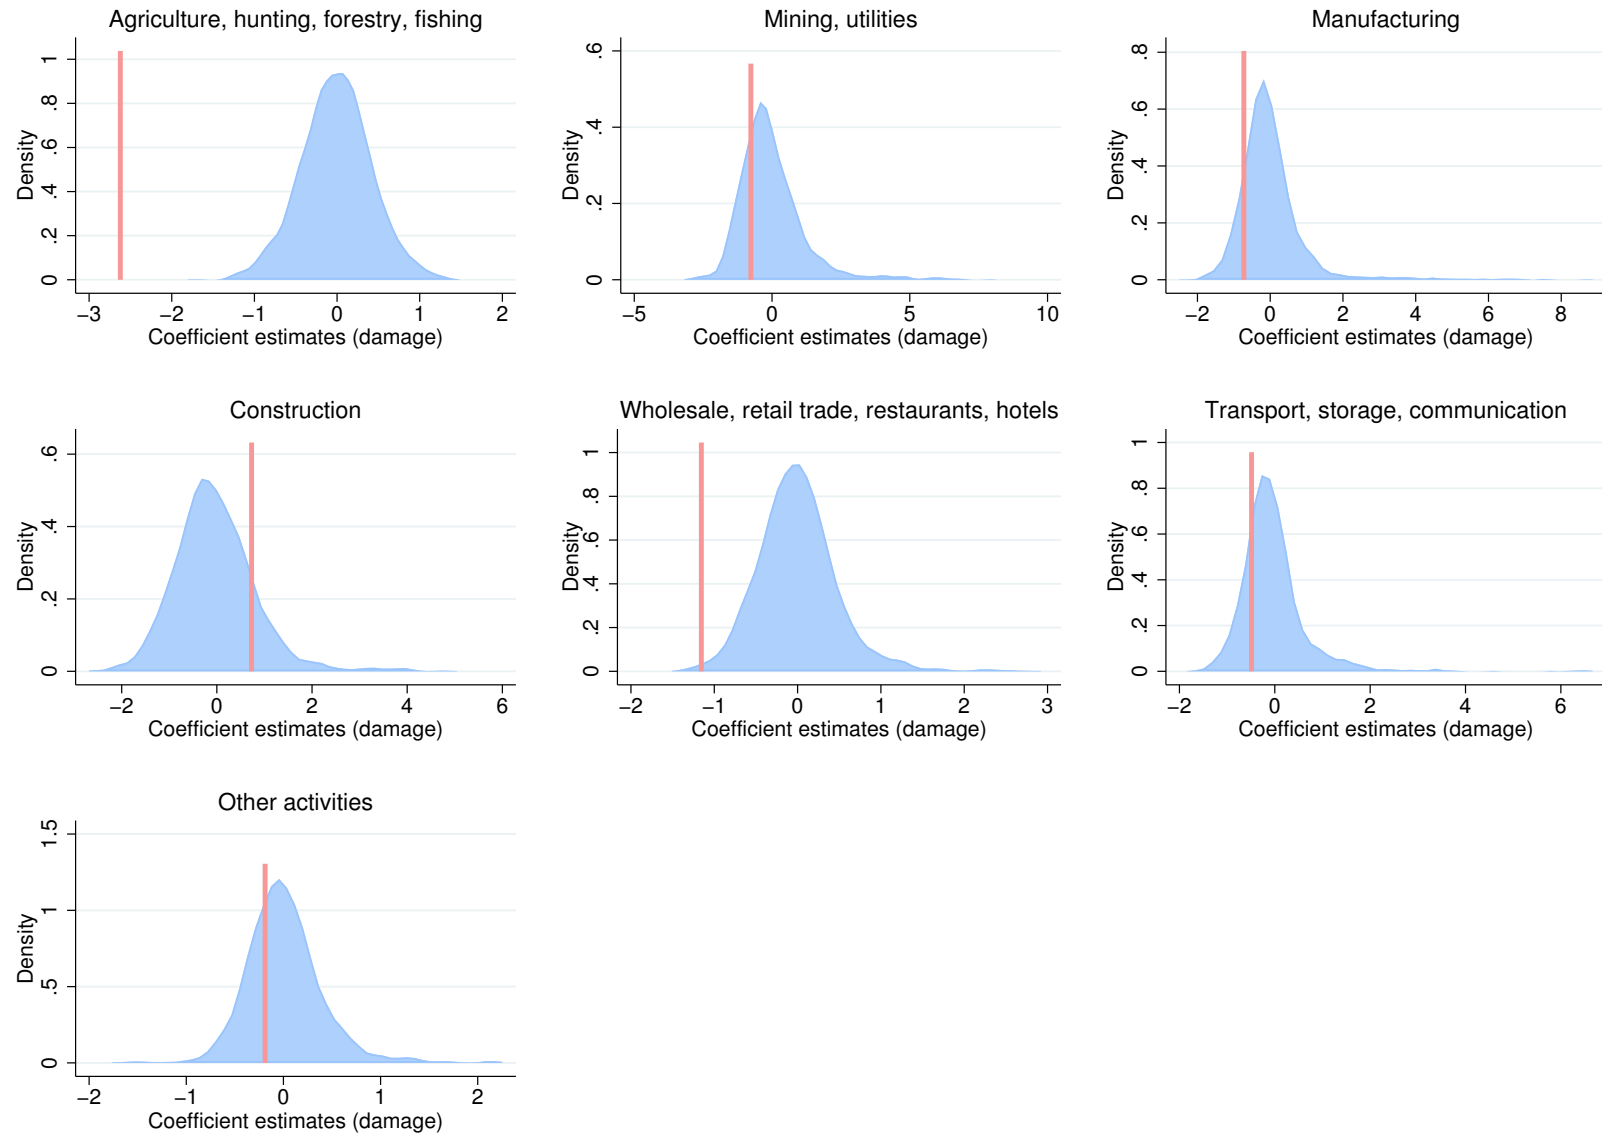 Agriculture, hunting, forestry, fishing
Density
0 .2 .4 .6 .8 1
−3 −2 −1 0 1 2
Coefficient estimates (damage)
Mining, utilities
Density
0 .2 .4 .6
−5 0 5 10
Coefficient estimates (damage)
Manufacturing
Density
0 .2 .4 .6 .8
−2 0 2 4 6 8
Coefficient estimates (damage)
Construction
Density
0 .2 .4 .6
−2 0 2 4 6
Coefficient estimates (damage)
Wholesale, retail trade, restaurants, hotels
Density
0 .2 .4 .6 .8 1
−2 −1 0 1 2 3
Coefficient estimates (damage)
Transport, storage, communication
Density
0 .2 .4 .6 .8 1
−2 0 2 4 6
Coefficient estimates (damage)
Other activities
Density
0 .5 1 1.5
−2 −1 0 1 2
Coefficient estimates (damage)